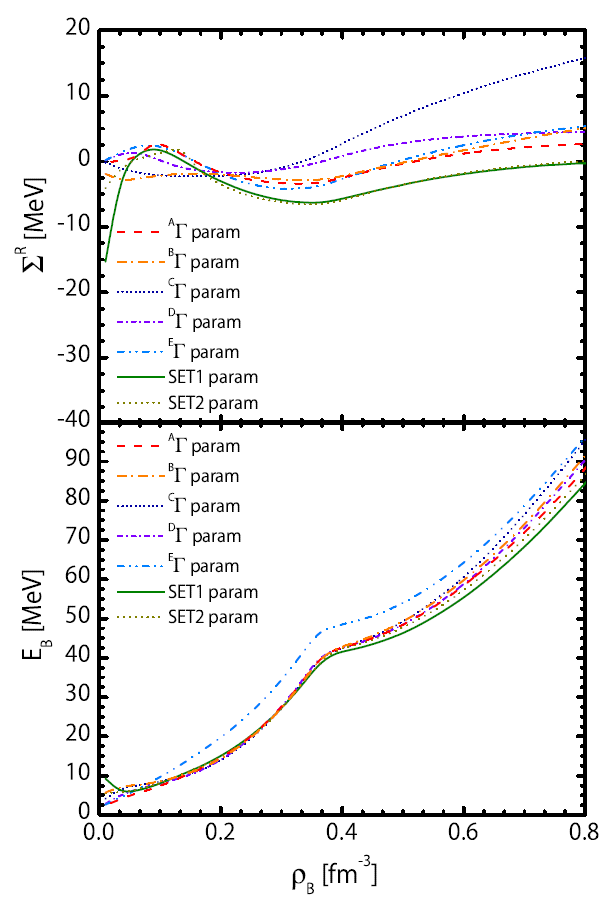 20
10
0
-10
-20
-30
-40
Σ^R [MeV]
^AΓ param
^BΓ param
^CΓ param
^DΓ param
^EΓ param
SET1 param
SET2 param
90
80
70
60
50
40
30
20
10
0
E_B [MeV]
^AΓ param
^BΓ param
^CΓ param
^DΓ param
^EΓ param
SET1 param
SET2 param
0.0 0.2 0.4 0.6 0.8
ρ_B [fm^-3]